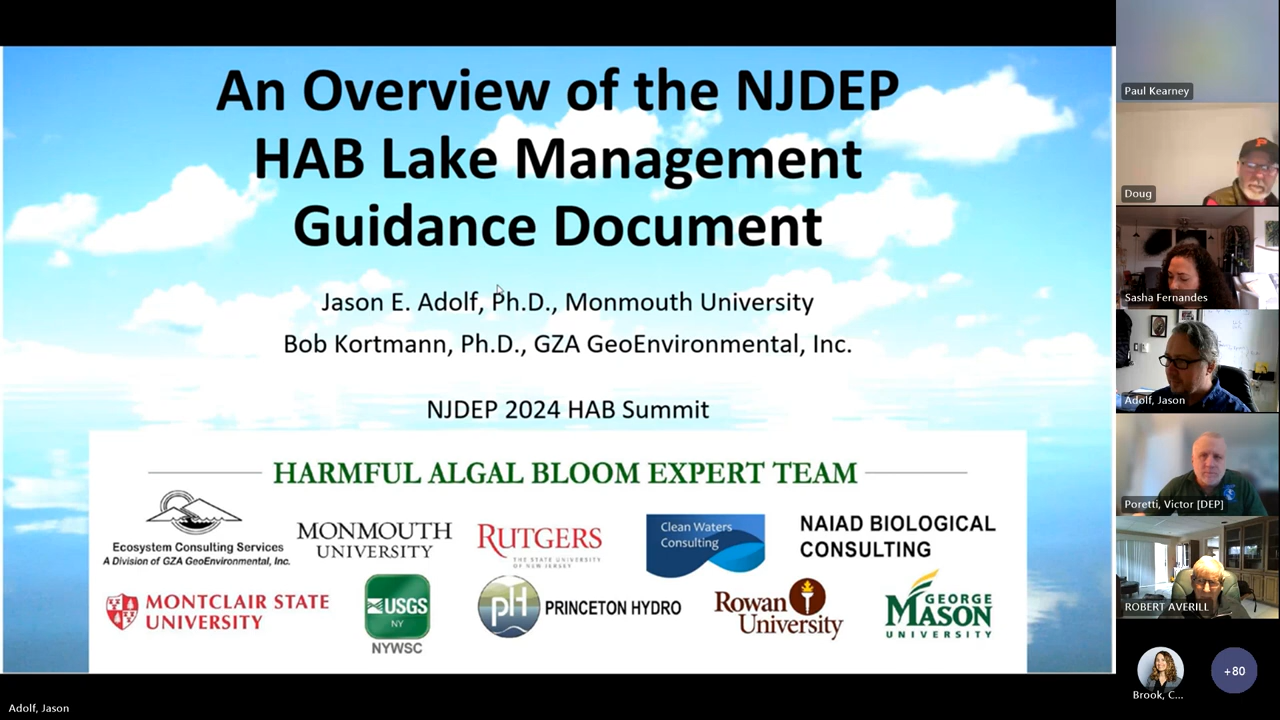 An Overview of the NJDEP
HAB Lake Management
Guidance Document
Jason E. Adolf, Ph.D., Monmouth University
Bob Kortmann, Ph.D., GZA GeoEnvironmental, Inc.
NJDEP 2024 HAB Summit
HARMFUL ALGAL BLOOM EXPERT TEAM
Ecosystem Consulting Services
A Division of GZA GeoEnvironmental, Inc.
MONMOUTH
UNIVERSITY
RUTGERS
THE STATE UNIVERSITY
OF NEW JERSEY
Clean Waters
Consulting
NAIAD BIOLOGICAL
CONSULTING
MONTCLAIR STATE
UNIVERSITY
USGS
NY
NYWSC
pH
PRINCETON HYDRO
Rowan
University
GEORGE
MASON
UNIVERSITY
Adolf, Jason
Paul Kearney
Doug
Sasha Fernandes
Adolf, Jason
Poretti, Victor [DEP]
ROBERT AVERILL
Brook, C...
+80